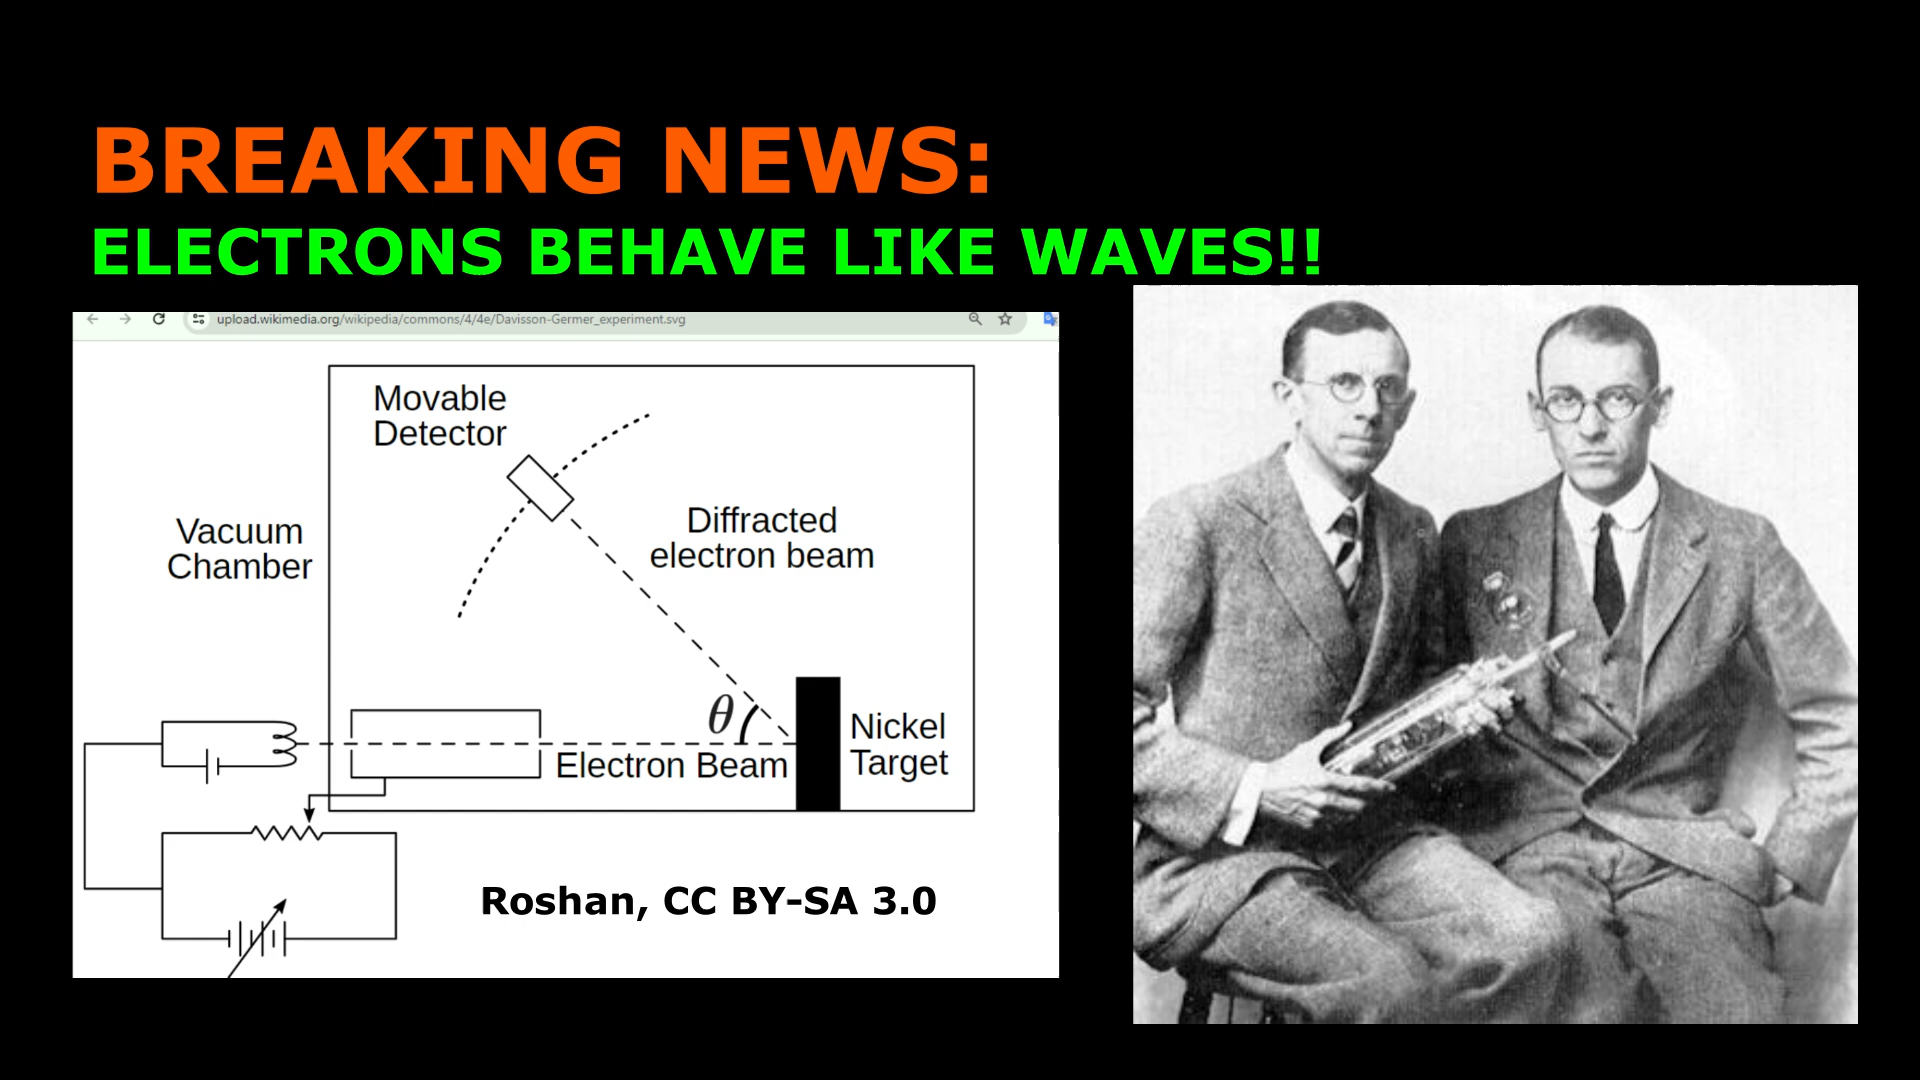 BREAKING NEWS:
ELECTRONS BEHAVE LIKE WAVES!!
upload.wikimedia.org/wikipedia/commons/4/4e/Davisson-Germer_experiment.svg
Movable
Detector
Vacuum
Chamber
Diffracted
electron beam
θ
Electron Beam
Nickel
Target
Roshan, CC BY-SA 3.0